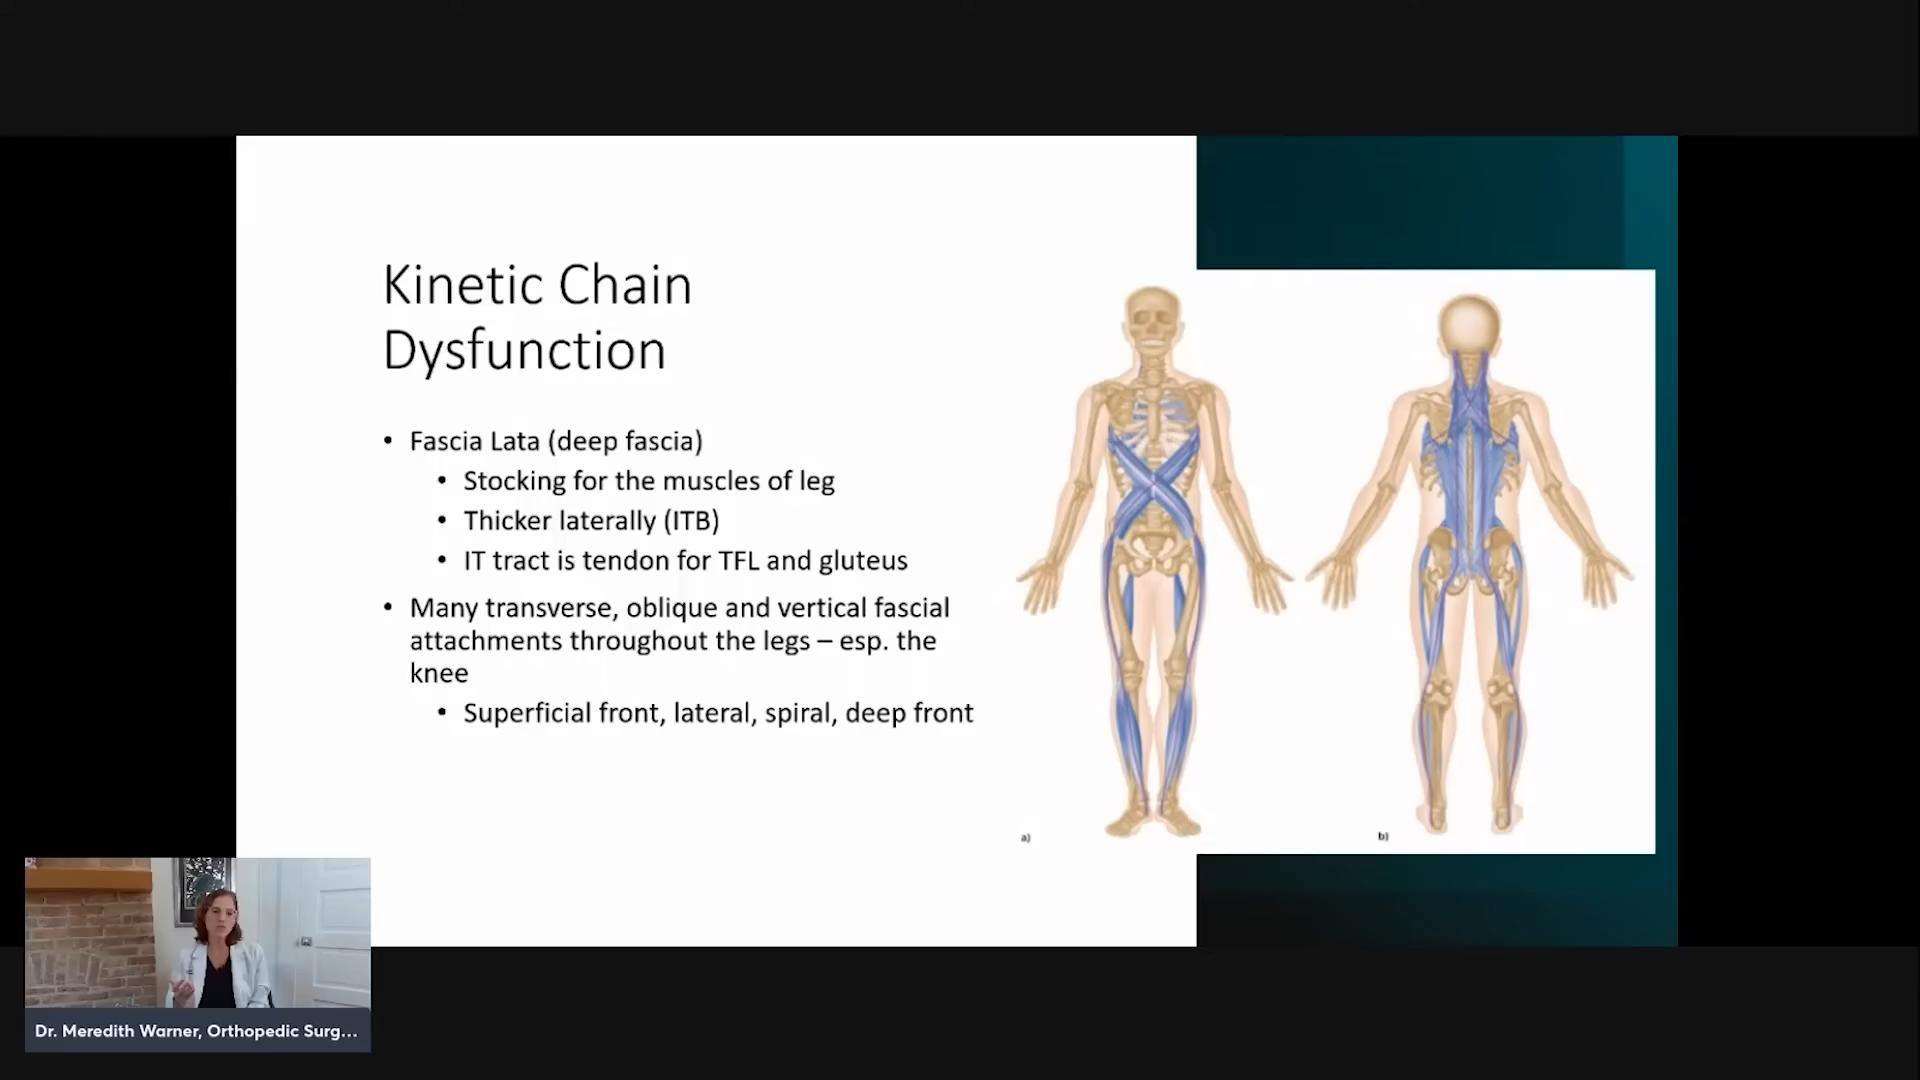 Kinetic Chain
Dysfunction
• Fascia Lata (deep fascia)
• Stocking for the muscles of leg
• Thicker laterally (ITB)
• IT tract is tendon for TFL and gluteus
• Many transverse, oblique and vertical fascial
attachments throughout the legs – esp. the
knee
• Superficial front, lateral, spiral, deep front
a)
b)
Dr. Meredith Warner, Orthopedic Surg...